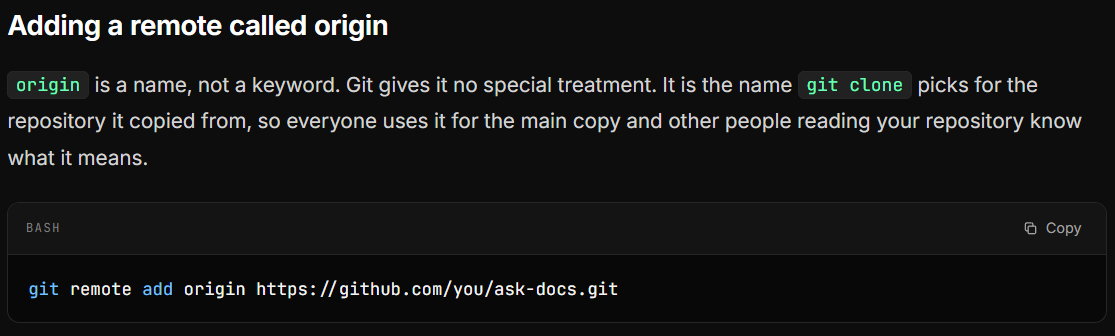 Adding a remote called origin
origin is a name, not a keyword. Git gives it no special treatment. It is the name git clone picks for the
repository it copied from, so everyone uses it for the main copy and other people reading your repository know
what it means.
BASH
Copy
git remote add origin https://github.com/you/ask-docs.git